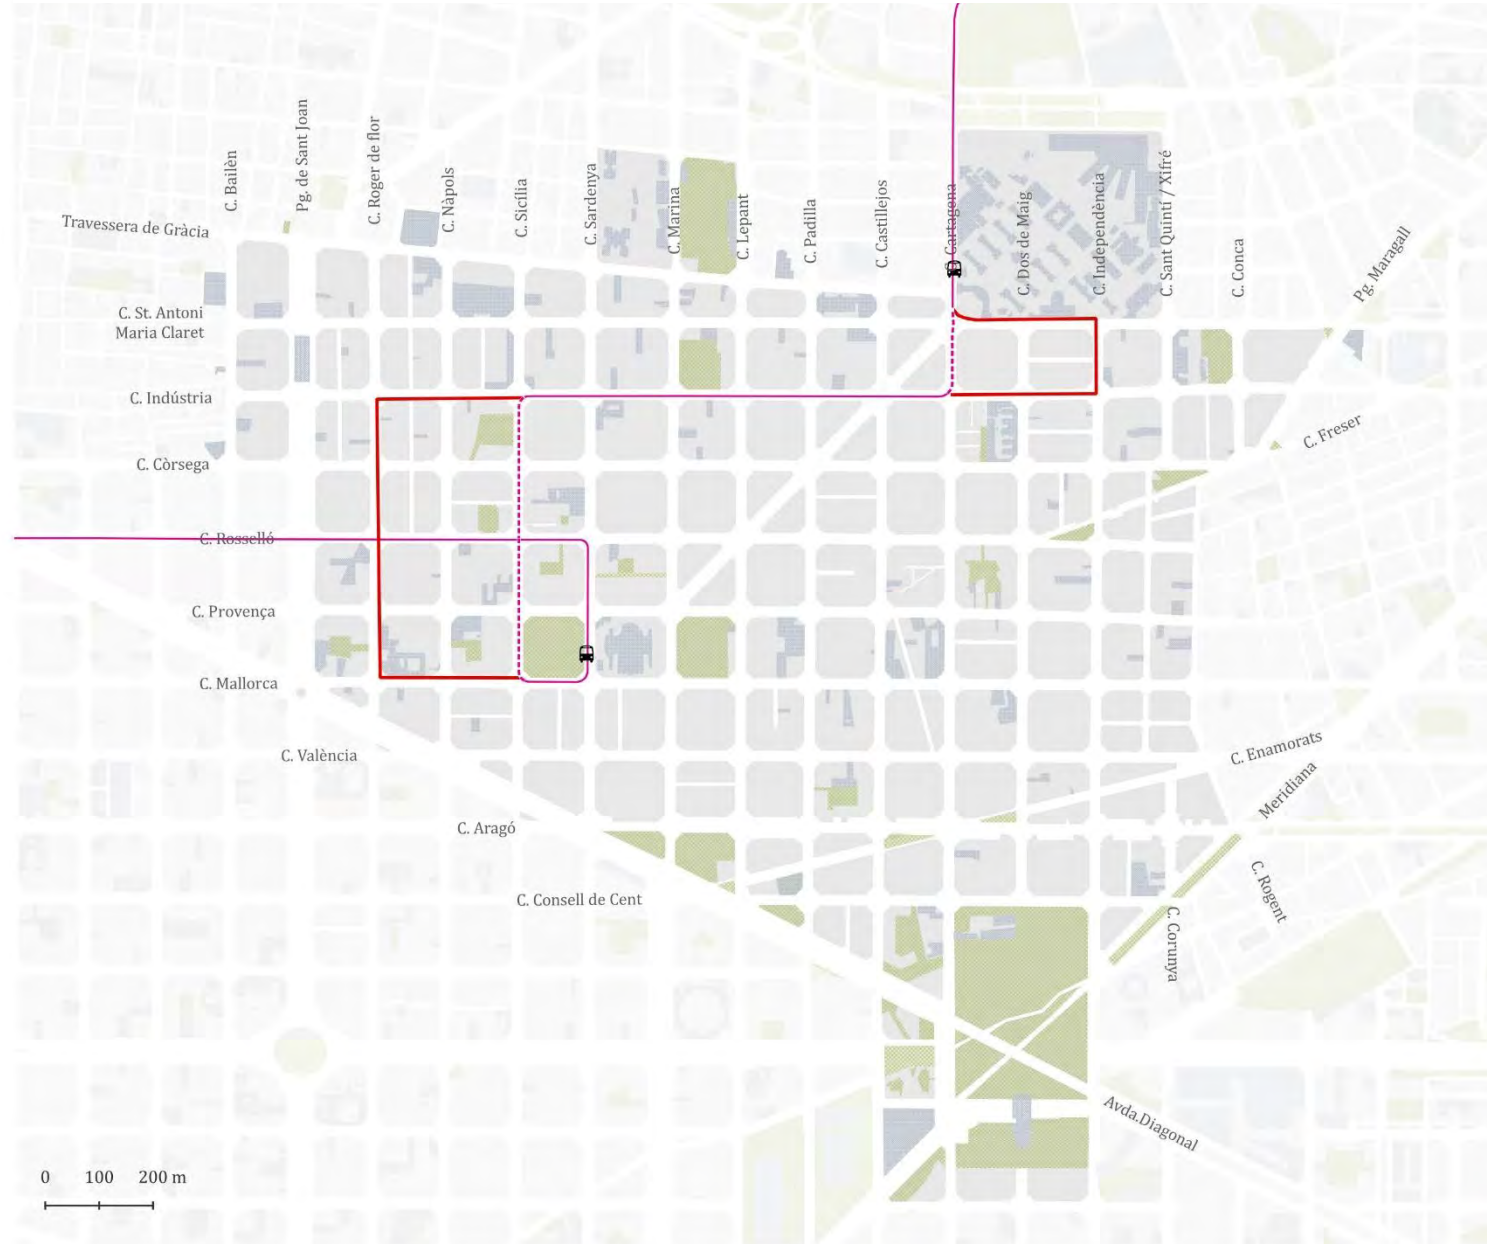 C. Bailèn
Pg. de Sant Joan
C. Roger de flor
C. Nàpols
C. Sicília
C. Sardenya
C. Marina
C. Lepant
C. Padilla
C. Castillejos
C. Cartagena
C. Dos de Maig
C. Independència
C. Sant Quintí / Xifré
C. Conca
Pg. Maragall
Travessera de Gràcia
C. St. Antoni
Maria Claret
C. Indústria
C. Freser
C. Còrsega
C. Rosselló
C. Provença
C. Mallorca
C. València
C. Enamorats
Meridiana
C. Aragó
C. Rogent
C. Consell de Cent
C. Corunya
Avda.Diagonal
0 100 200 m